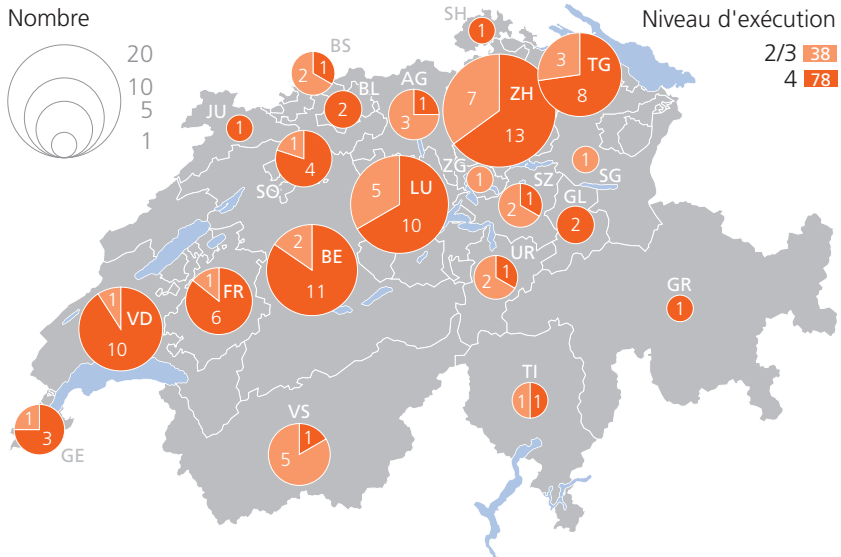 Nombre
20
10
5
1
Niveau d'exécution
2/3 38
4 78
SH
1
BS
2 1
BL
2
AG
3 1
ZH
7
13
TG
3
8
JU
1
SO
1
4
LU
5
10
ZG
1
SG
1
SZ
2 1
GL
2
UR
2 1
BE
2
11
FR
1
6
VD
1
10
GE
1
3
VS
5 1
TI
1 1
GR
1